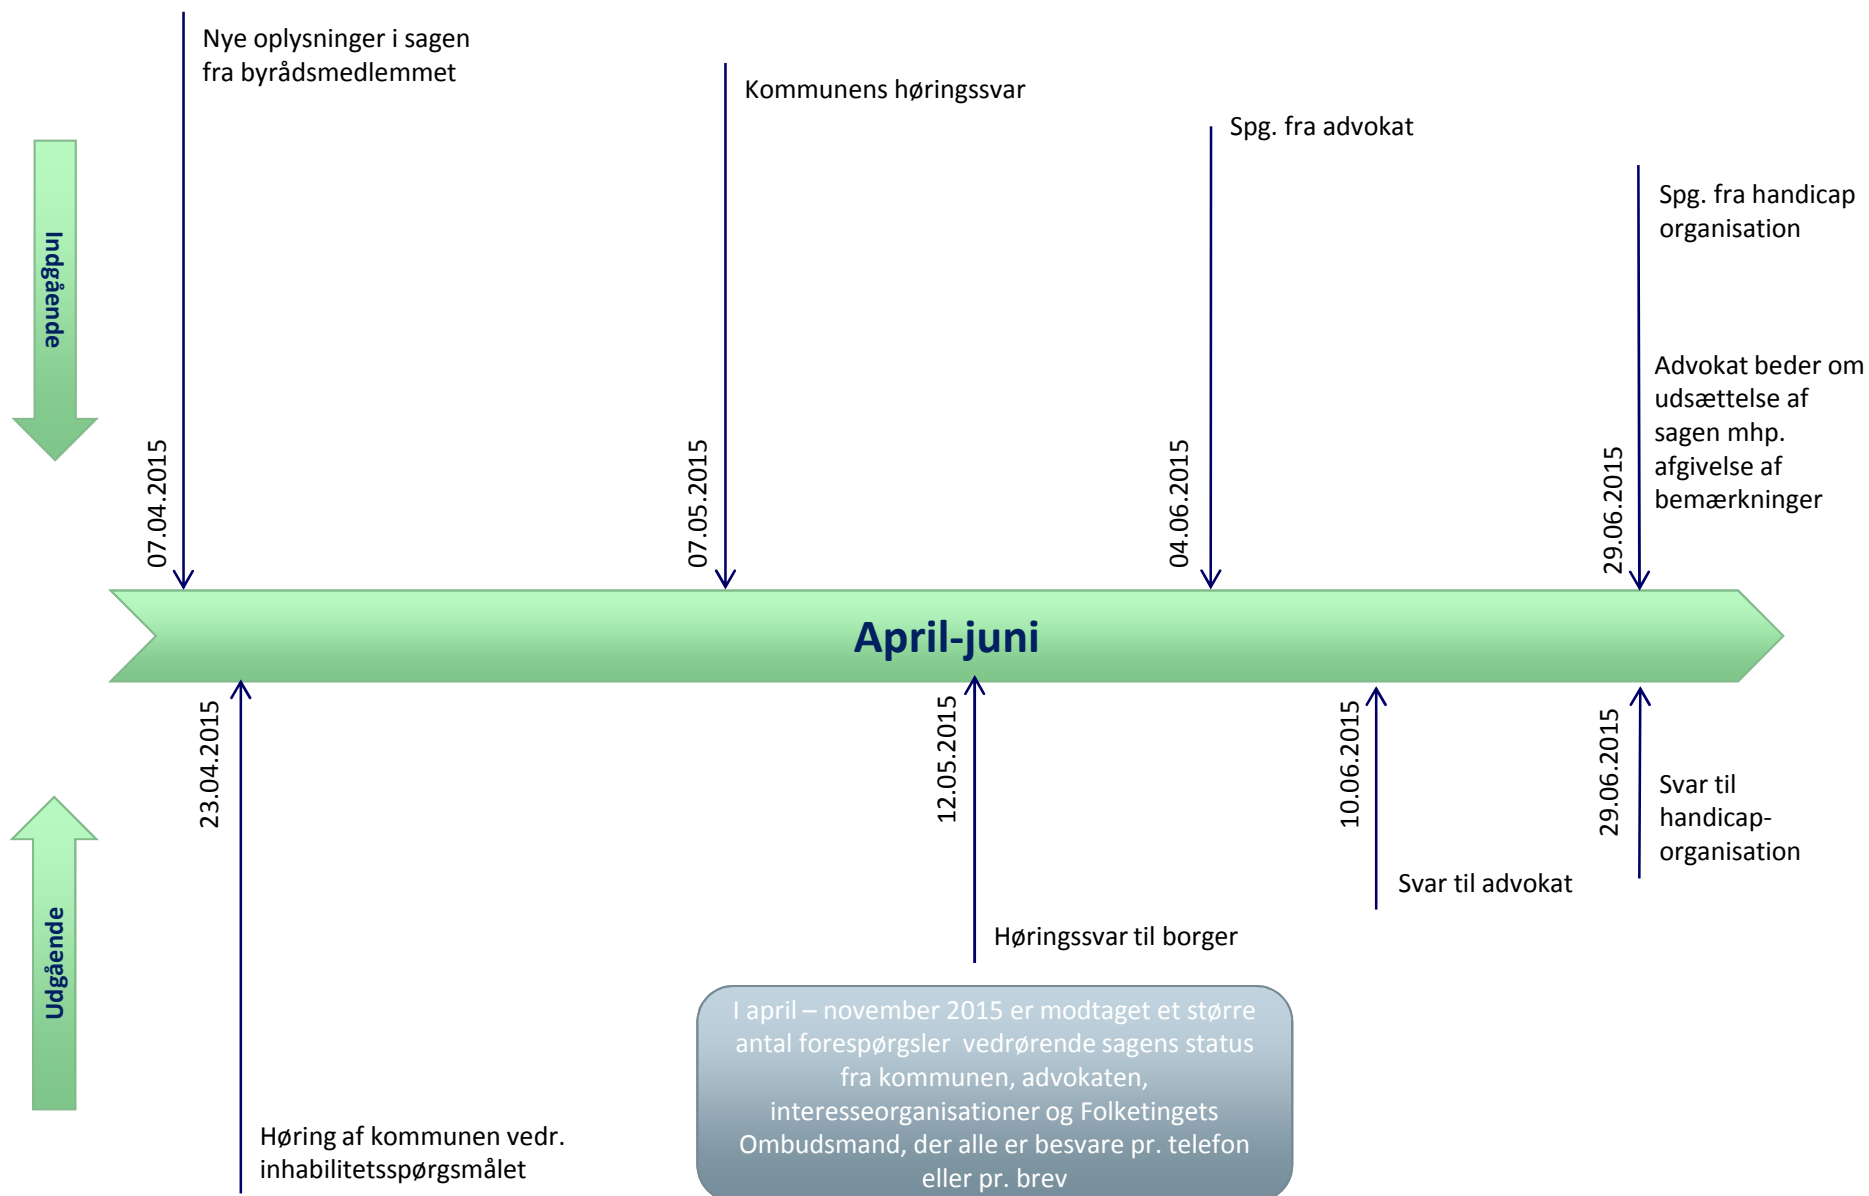 Nye oplysninger i sagen
fra byrådsmedlemmet
Kommunens høringssvar
Spg. fra advokat
Spg. fra handicap
organisation
Indgående
Advokat beder om
udsættelse af
sagen mhp.
afgivelse af
bemærkninger
07.04.2015
07.05.2015
04.06.2015
29.06.2015
April-juni
23.04.2015
12.05.2015
10.06.2015
29.06.2015
Svar til
handicap-
organisation
Svar til advokat
Udgående
Høringssvar til borger
I april – november 2015 er modtaget et større
antal forespørgsler  vedrørende sagens status
fra kommunen, advokaten,
interesseorganisationer og Folketingets
Ombudsmand, der alle er besvare pr. telefon
eller pr. brev
Høring af kommunen vedr.
inhabilitetsspørgsmålet